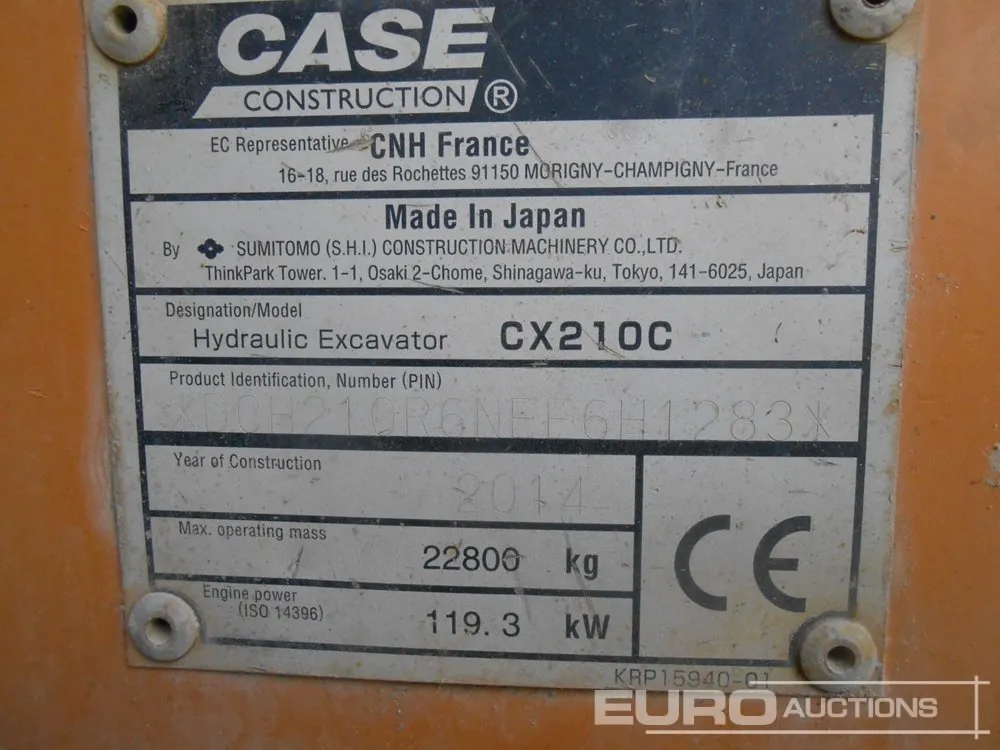 CASE
CONSTRUCTION ®
EC Representative CNH France
16-18, rue des Rochettes 91150 MORIGNY-CHAMPIGNY-France
Made In Japan
By SUMITOMO (S.H.I.) CONSTRUCTION MACHINERY CO.,LTD.
ThinkPark Tower. 1-1, Osaki 2-Chome, Shinagawa-ku, Tokyo, 141-6025, Japan
Designation/Model
Hydraulic Excavator CX210C
Product Identification, Number (PIN)
Year of Construction
2014
Max. operating mass
22800 kg
Engine power
(ISO 14396)
119.3 kW
CE
KRP15940-01
EURO AUCTIONS